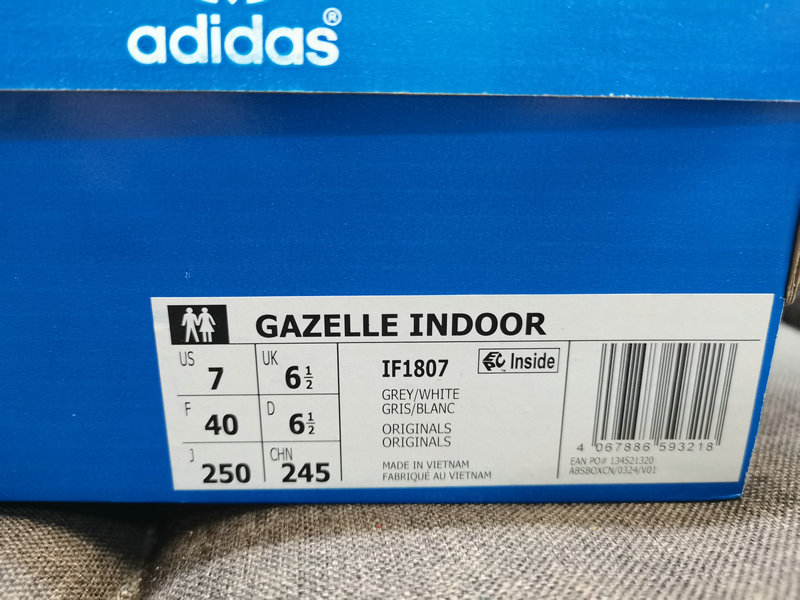 adidas®
GAZELLE INDOOR
US 7 UK 6½
F 40 D 6½
J 250 CHN 245
IF1807
Inside
™
GREY/WHITE
GRIS/BLANC
ORIGINALS
ORIGINALS
MADE IN VIETNAM
FABRIQUÉ AU VIETNAM
4 067886 593218
EAN PO# 134521320
ABSBOXCN/0324/V01